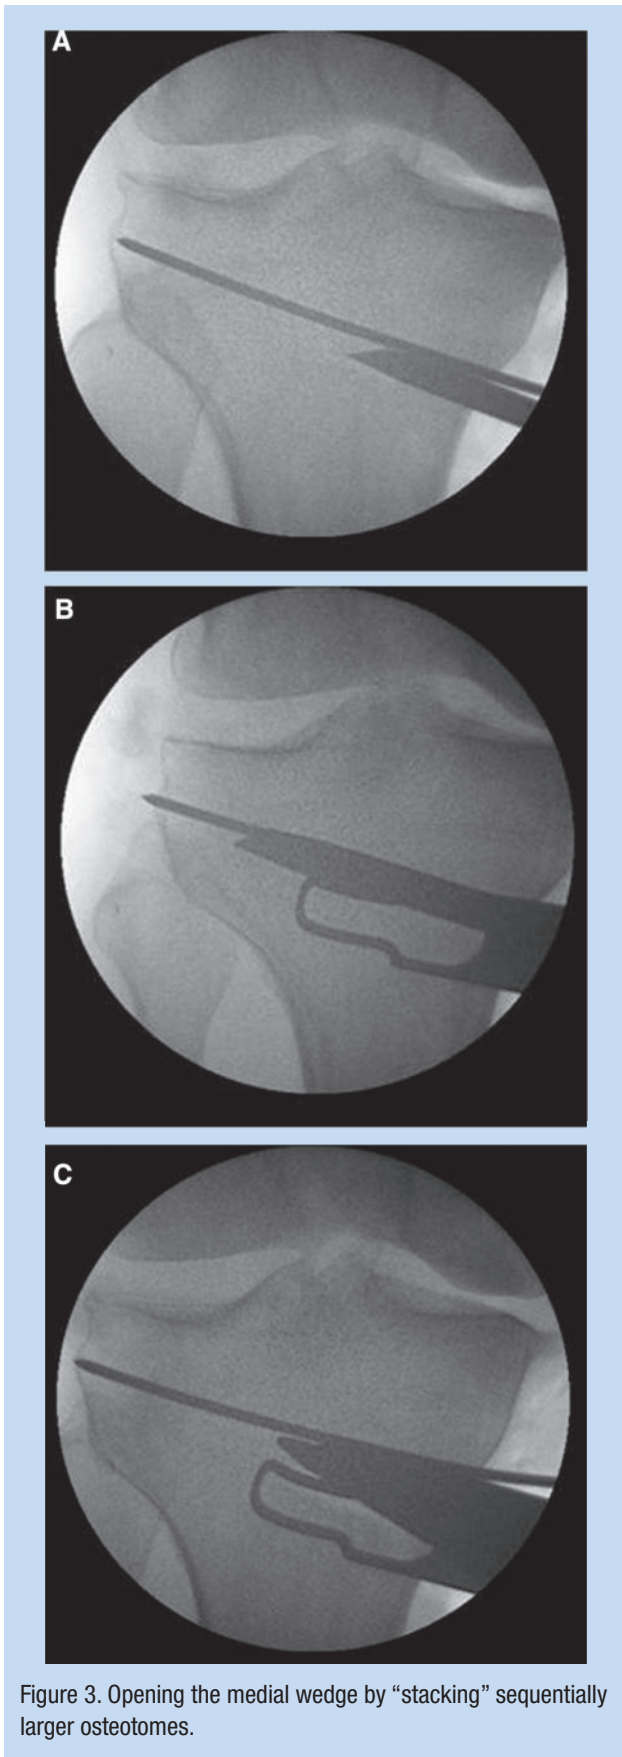 A
B
C
Figure 3. Opening the medial wedge by “stacking” sequentially
larger osteotomes.